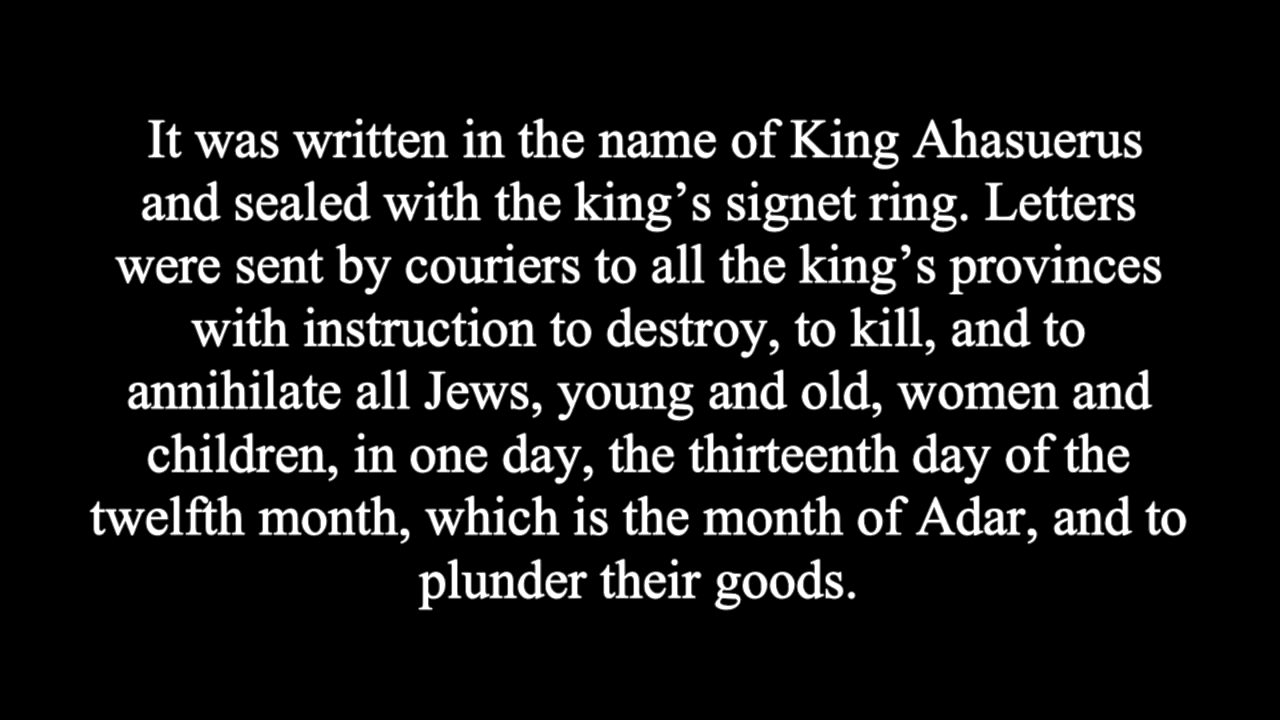 It was written in the name of King Ahasuerus
and sealed with the king’s signet ring. Letters
were sent by couriers to all the king’s provinces
with instruction to destroy, to kill, and to
annihilate all Jews, young and old, women and
children, in one day, the thirteenth day of the
twelfth month, which is the month of Adar, and to
plunder their goods.